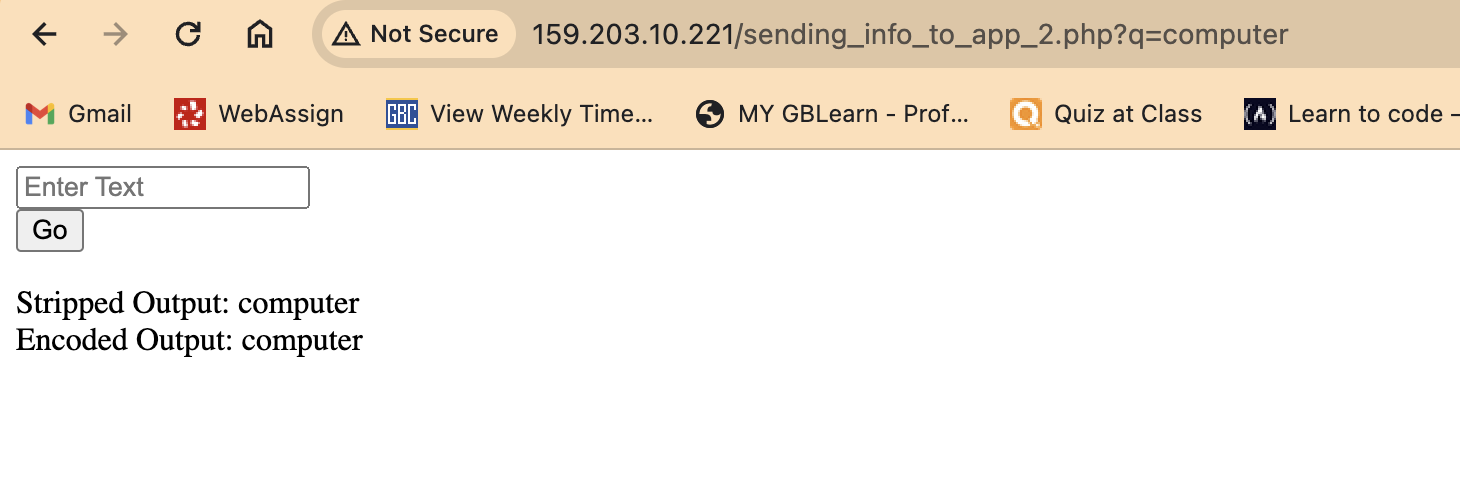 Not Secure 159.203.10.221/sending_info_to_app_2.php?q=computer
Gmail WebAssign GBC View Weekly Time... MY GBLearn - Prof... Quiz at Class (A) Learn to code –
Enter Text
Go
Stripped Output: computer
Encoded Output: computer